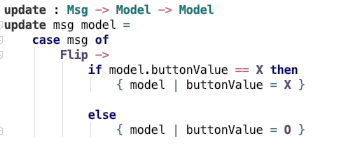 update : Msg -> Model -> Model
update msg model =
    case msg of
        Flip ->
            if model.buttonValue == X then
                { model | buttonValue = X }
            else
                { model | buttonValue = O }